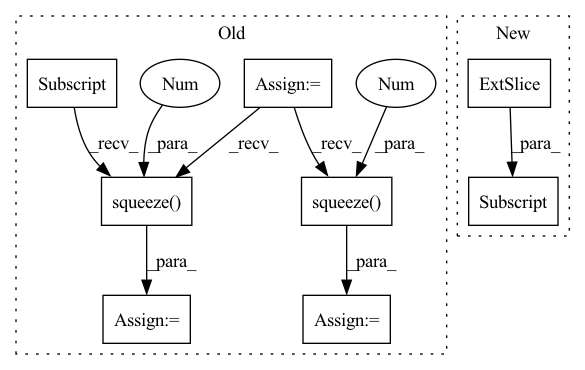 Old
New
Subscript
Num
Assign:=
Num
ExtSlice
_recv_
_para_
_recv_
_recv_
_para_
_para_
squeeze()
squeeze()
Subscript
_para_
_para_
Assign:=
Assign:=